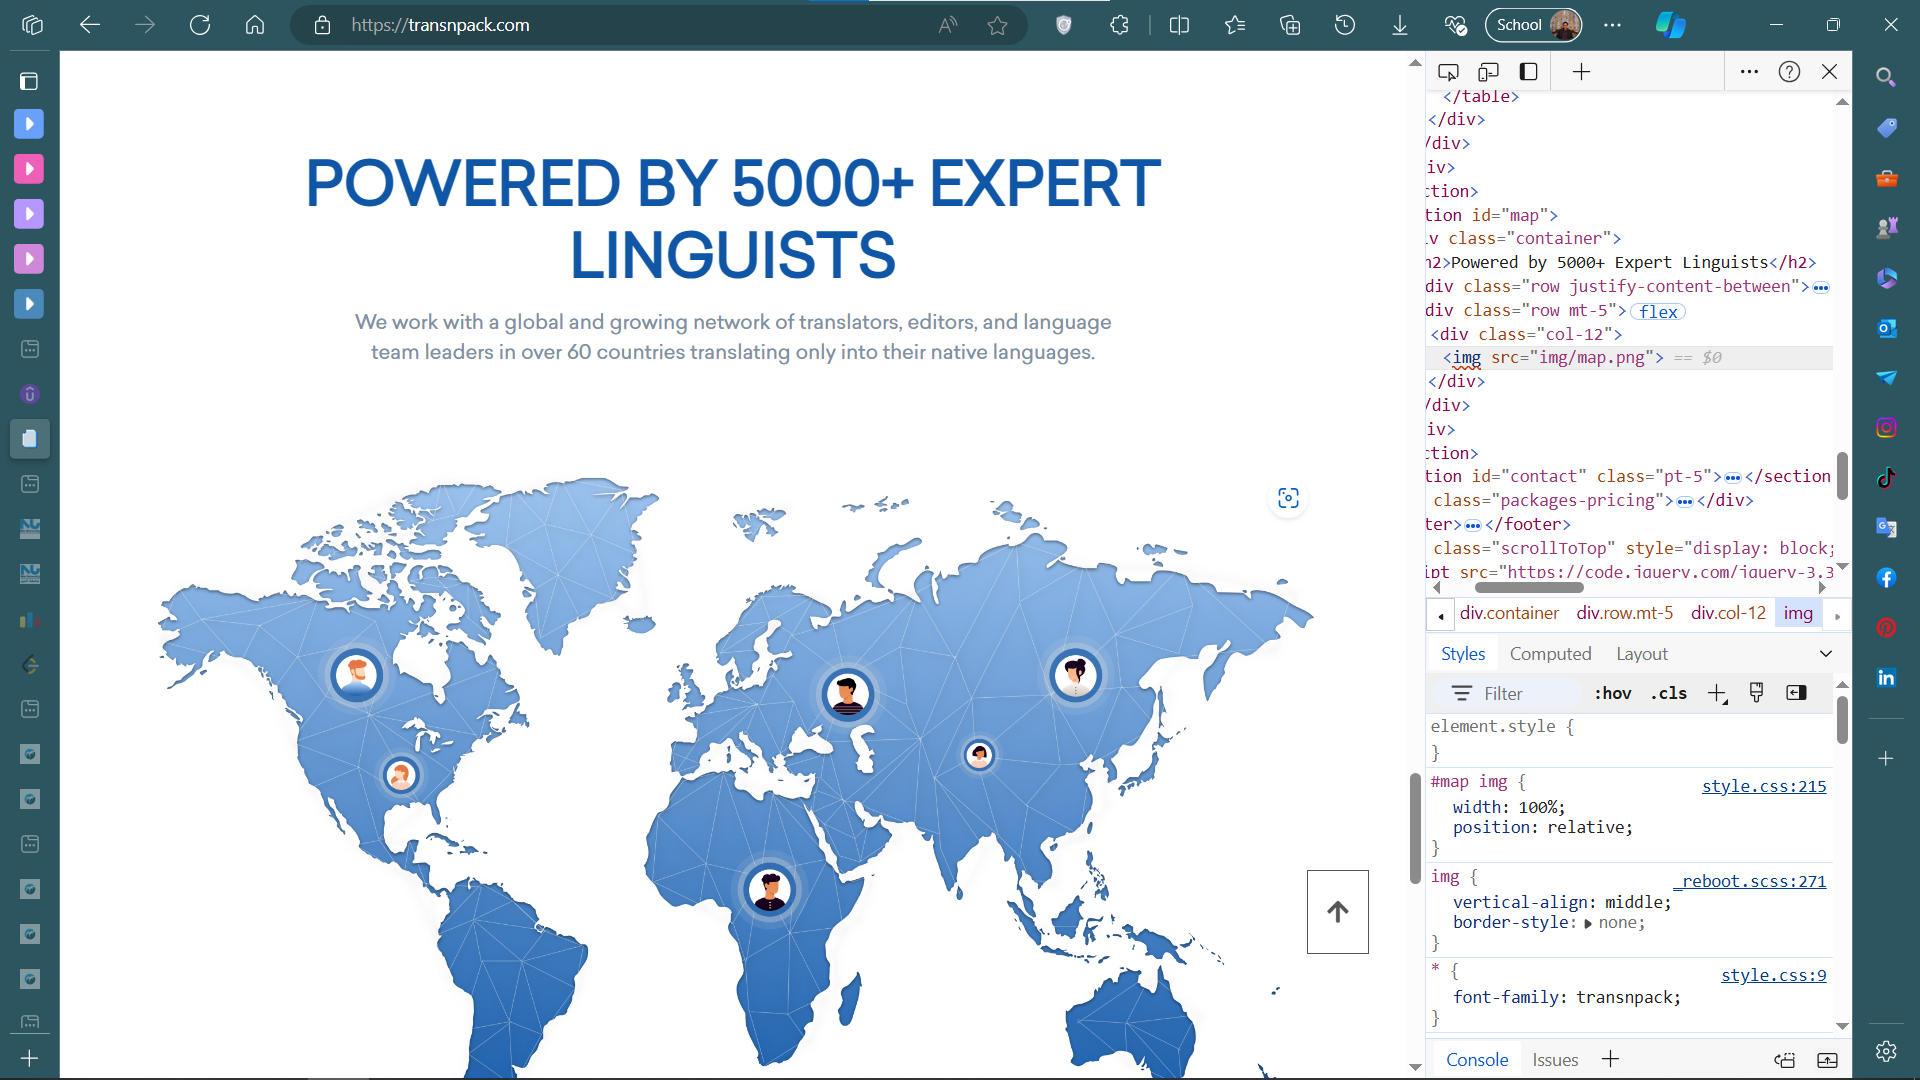 https://transnpack.com
School
POWERED BY 5000+ EXPERT
LINGUISTS
We work with a global and growing network of translators, editors, and language
team leaders in over 60 countries translating only into their native languages.
</table>
</div>
/div>
iv>
ction>
tion id="map">
iv class="container">
h2>Powered by 5000+ Expert Linguists</h2>
div class="row justify-content-between">
div class="row mt-5"> flex
<div class="col-12">
<img src="img/map.png"> == $0
</div>
/div>
iv>
ction>
tion id="contact" class="pt-5"></section
class="packages-pricing"></div>
ter></footer>
class="scrollToTop" style="display: block;
ipt src="https://code.jquery.com/jquery-3.3
div.container div.row.mt-5 div.col-12 img
Styles Computed Layout
Filter :hov .cls
element.style {
}
#map img { style.css:215
width: 100%;
position: relative;
}
img { _reboot.scss:271
vertical-align: middle;
border-style: none;
}
* { style.css:9
font-family: transnpack;
}
Console Issues